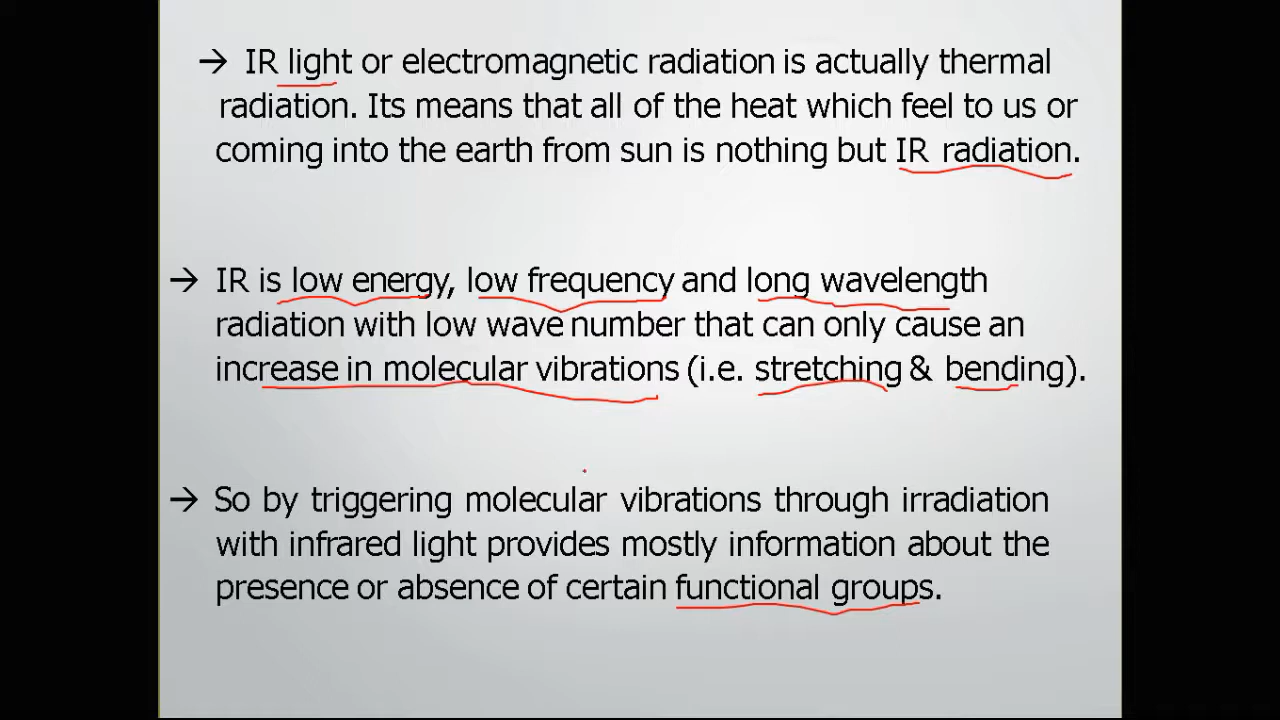 → IR light or electromagnetic radiation is actually thermal
radiation. Its means that all of the heat which feel to us or
coming into the earth from sun is nothing but IR radiation.
→ IR is low energy, low frequency and long wavelength
radiation with low wave number that can only cause an
increase in molecular vibrations (i.e. stretching & bending).
→ So by triggering molecular vibrations through irradiation
with infrared light provides mostly information about the
presence or absence of certain functional groups.